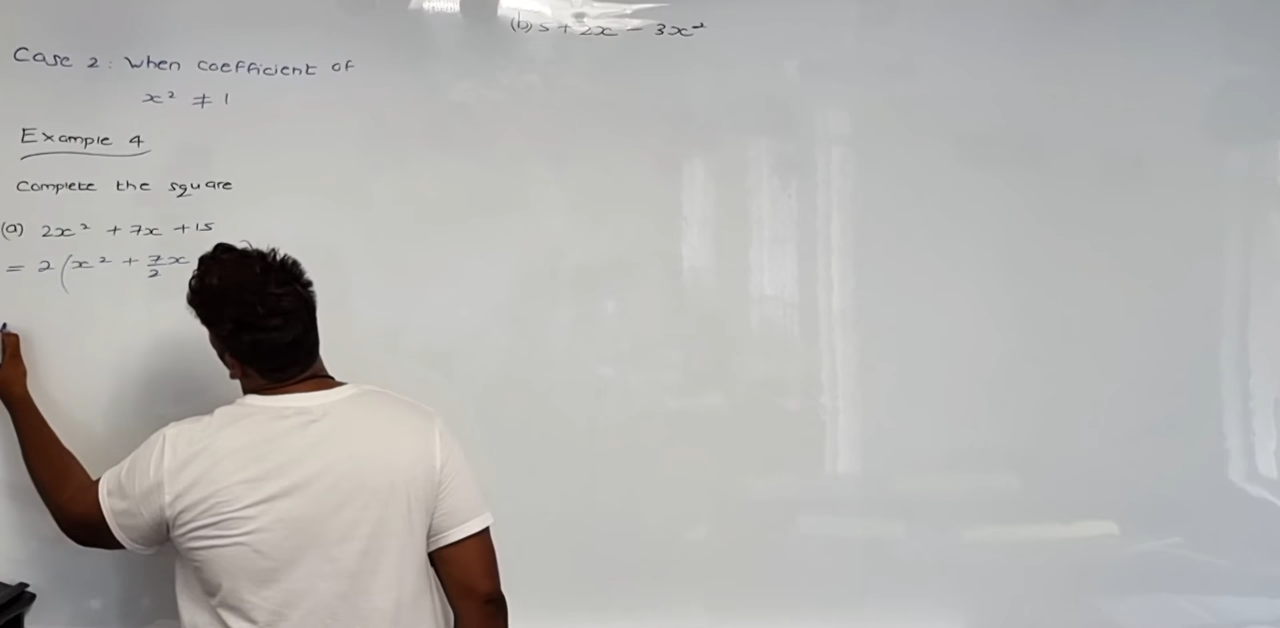 Case 2: When coefficient of
x² ≠ 1
Example 4
Complete the square
(a) 2x² + 7x + 15
= 2(x² + 7/2 x
(b) 5 + 2x - 3x²